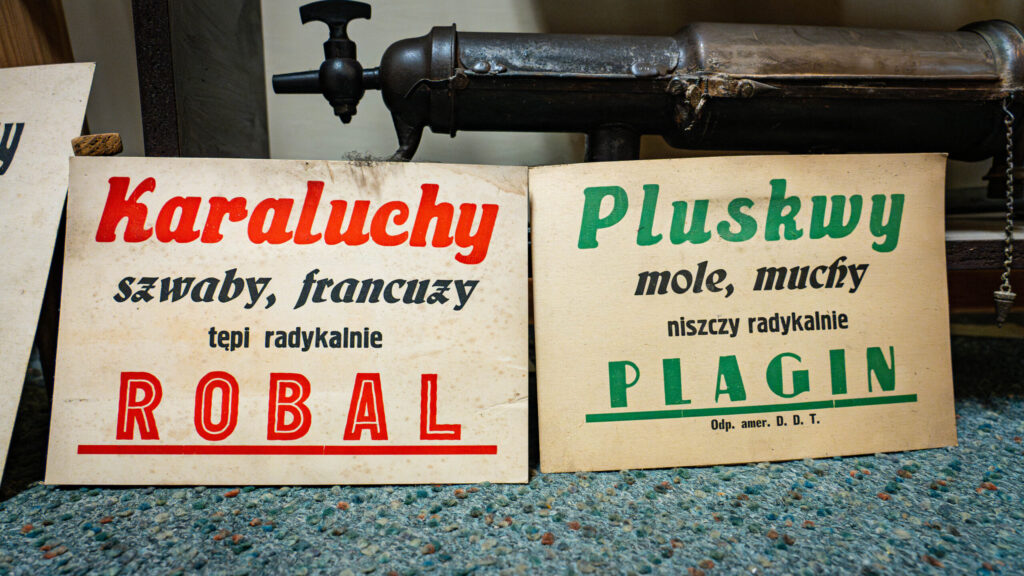 Karaluchy
szwaby, francuzy
tępi radykalnie
ROBAL
Pluskwy
mole, muchy
niszczy radykalnie
PLAGIN
Odp. amer. D. D. T.